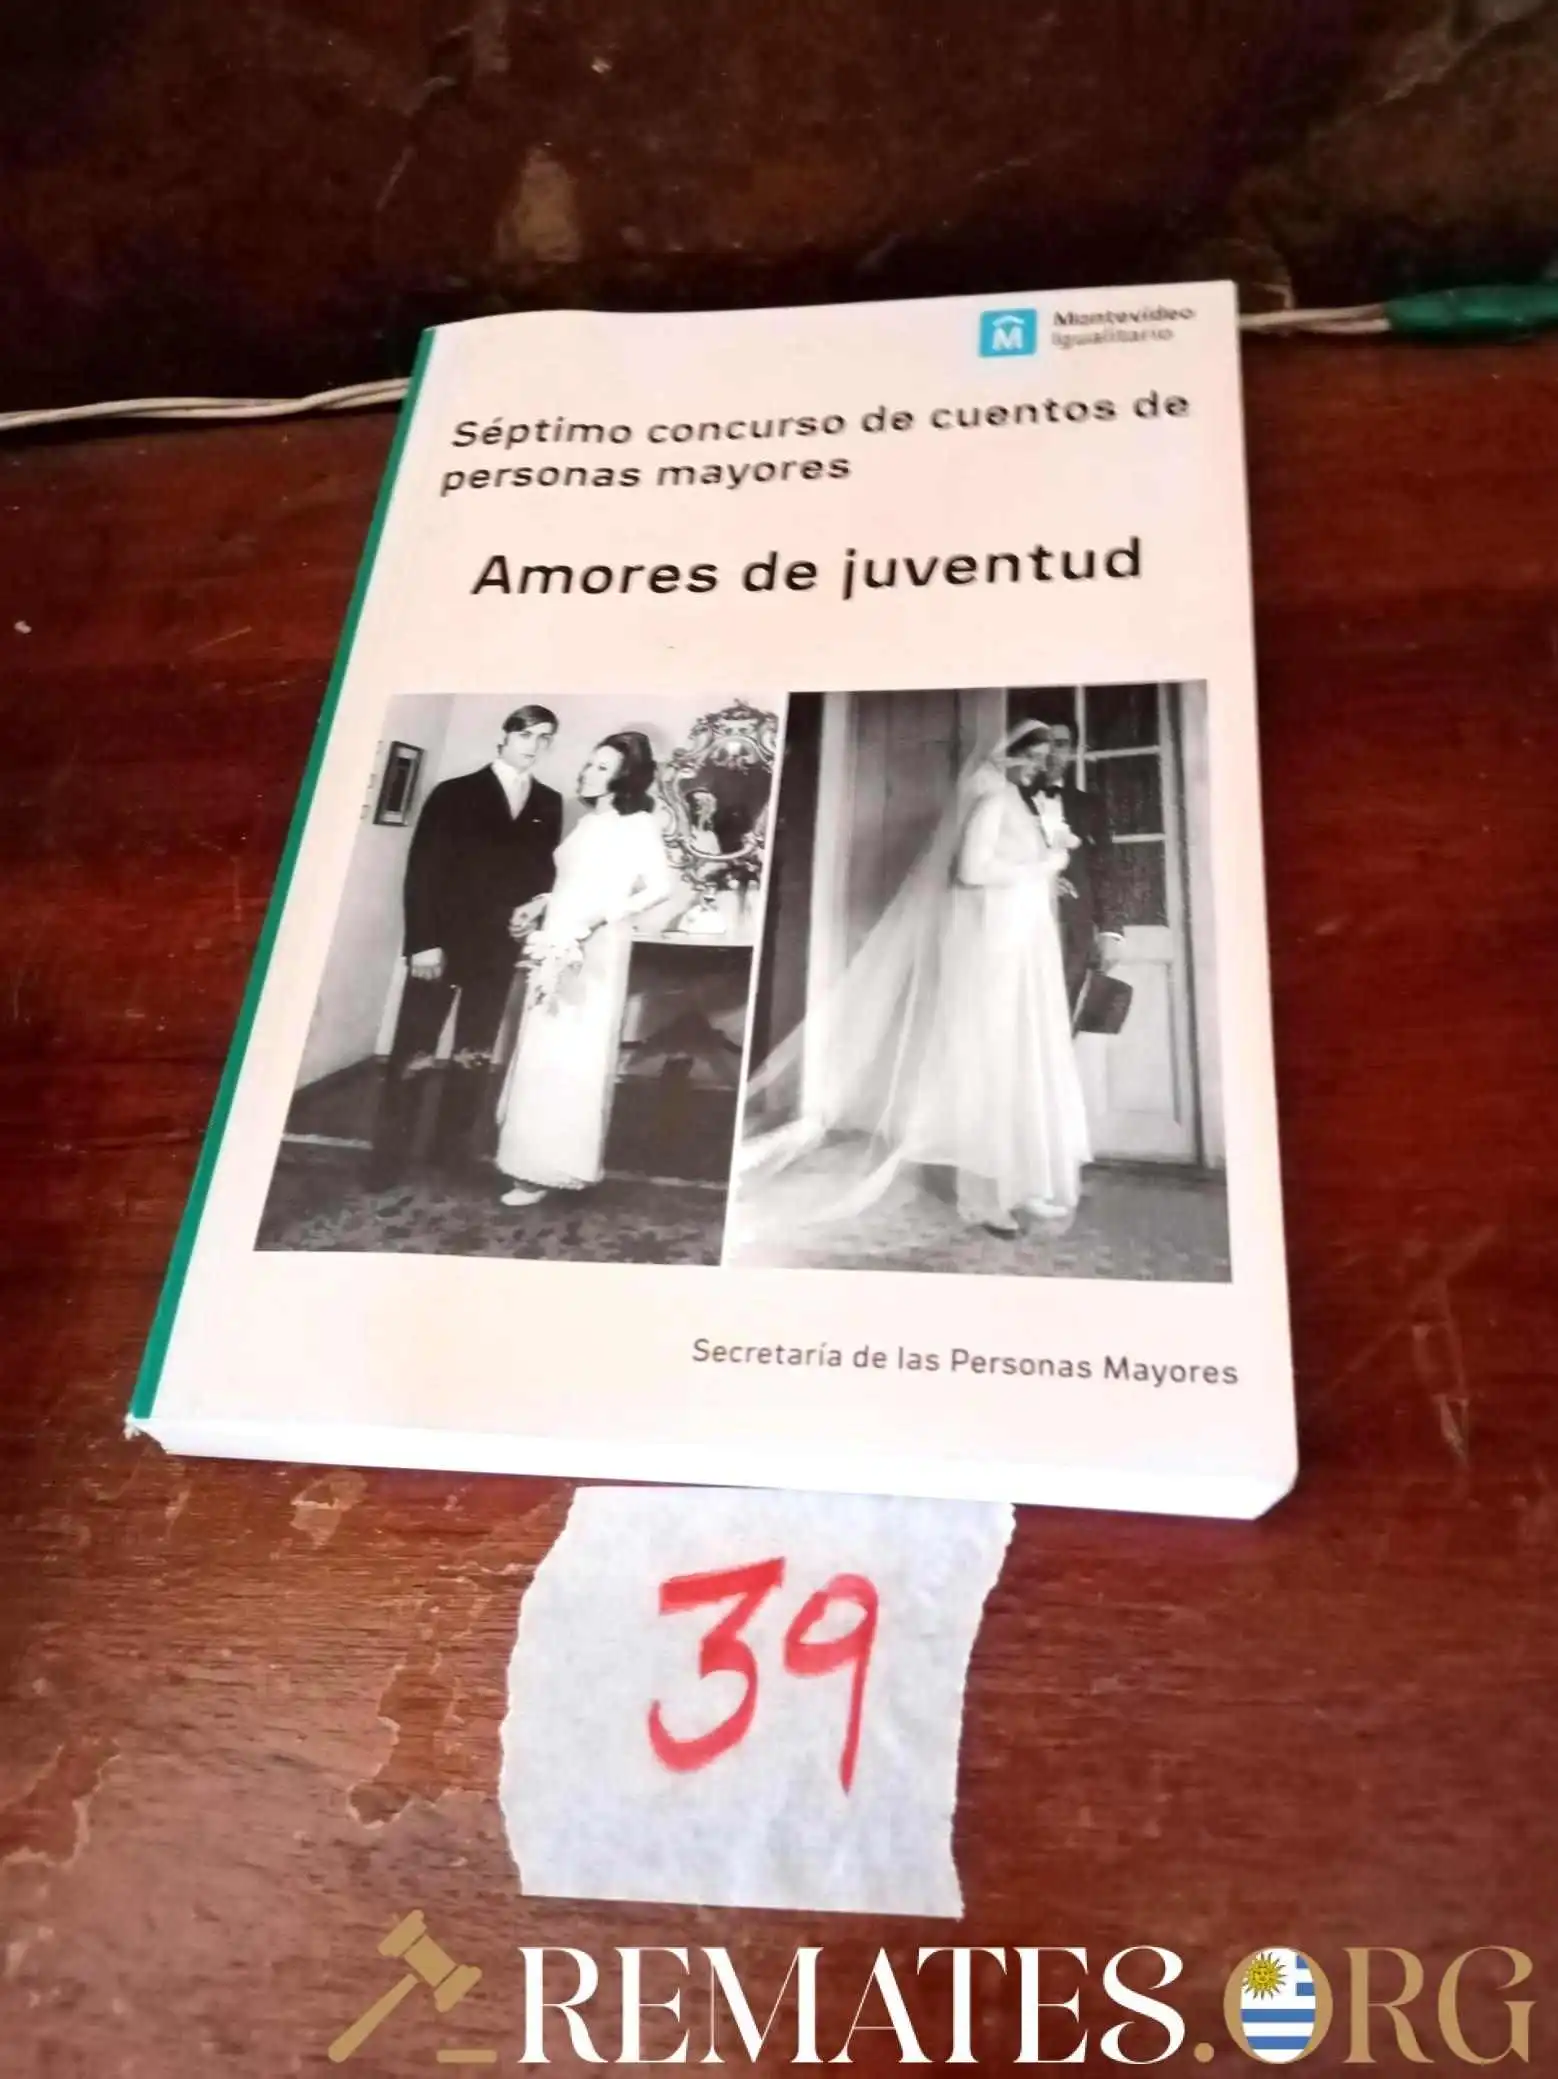 M
Montevideo
Igualitario
Séptimo concurso de cuentos de
personas mayores
Amores de juventud
Secretaría de las Personas Mayores
39
REMATES.ORG